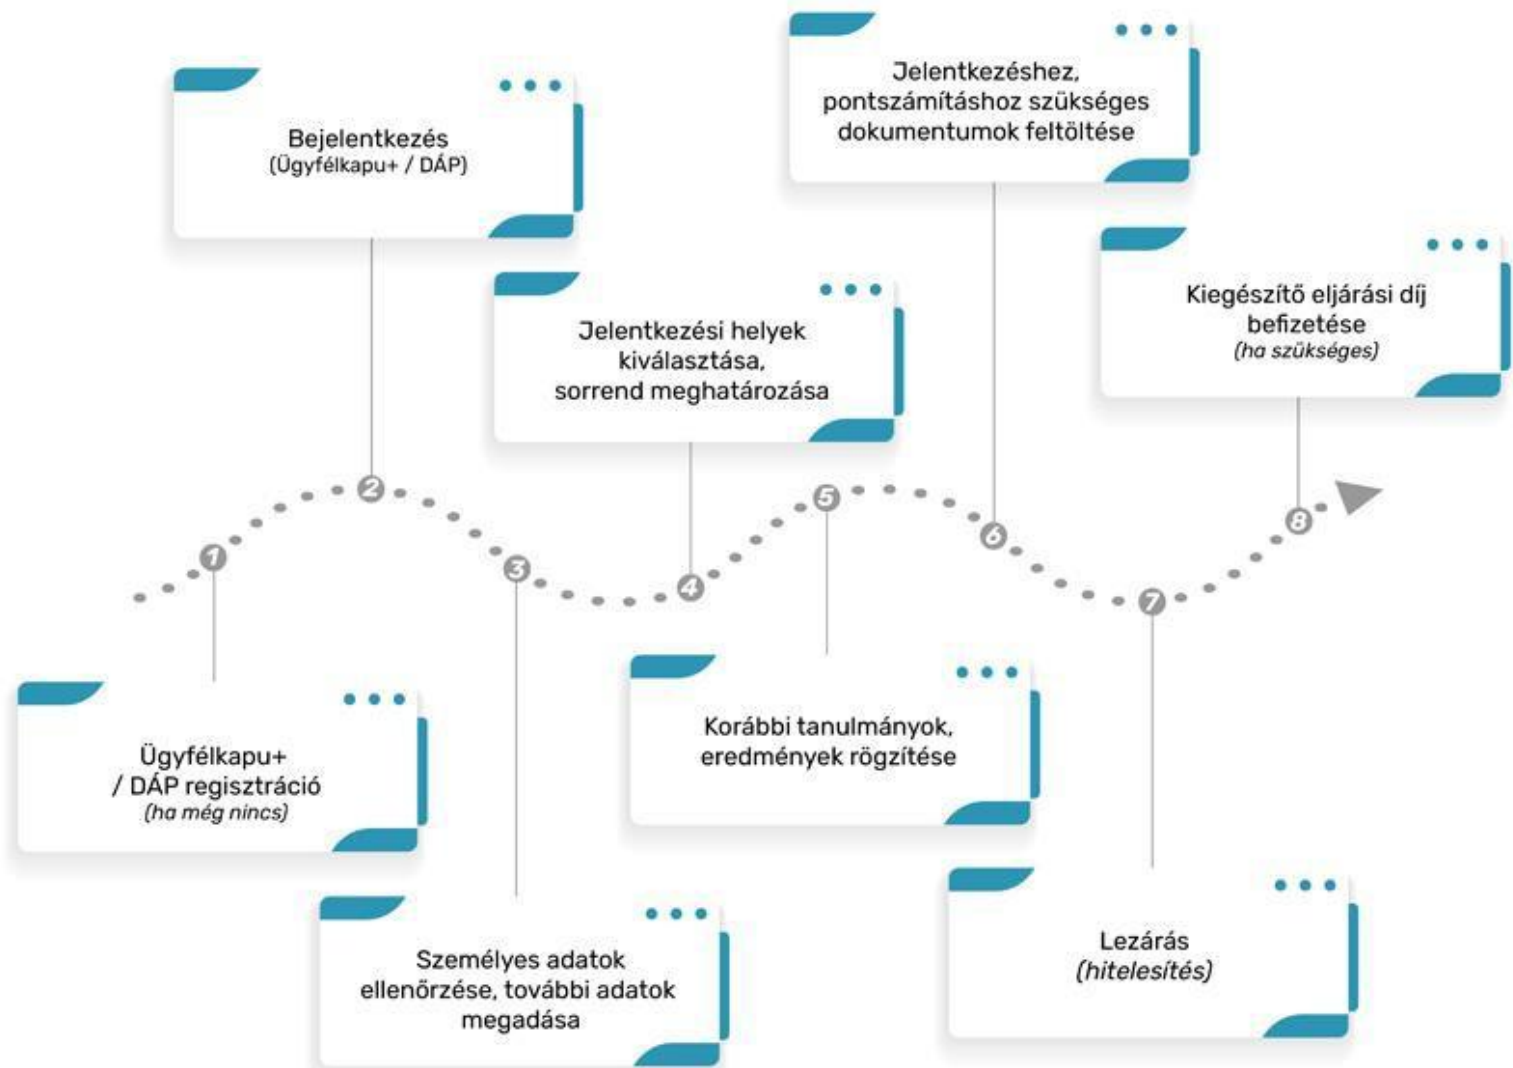 1
Ügyfélkapu+
/ DÁP regisztráció
(ha még nincs)
2
Bejelentkezés
(Ügyfélkapu+ / DÁP)
3
Személyes adatok
ellenőrzése, további adatok
megadása
4
Jelentkezési helyek
kiválasztása,
sorrend meghatározása
5
Korábbi tanulmányok,
eredmények rögzítése
6
Jelentkezéshez,
pontszámításhoz szükséges
dokumentumok feltöltése
7
Lezárás
(hitelesítés)
8
Kiegészítő eljárási díj
befizetése
(ha szükséges)